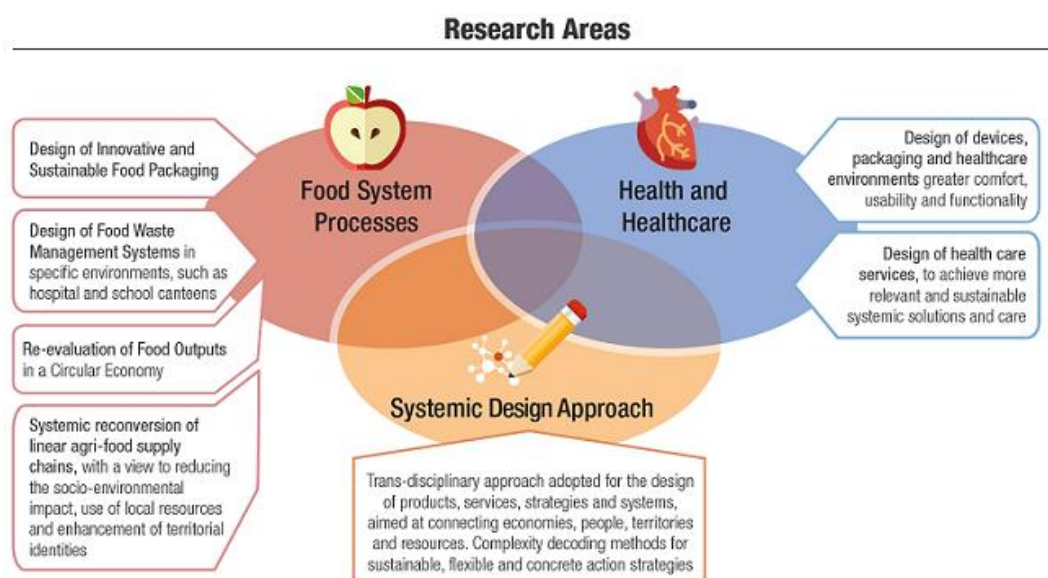 Research Areas
Food System
Processes
Health and
Healthcare
Systemic Design Approach
Design of Innovative and
Sustainable Food Packaging
Design of Food Waste
Management Systems in
specific environments, such as
hospital and school canteens
Re-evaluation of Food Outputs
in a Circular Economy
Systemic reconversion of
linear agri-food supply
chains, with a view to reducing
the socio-environmental
impact, use of local resources
and enhancement of territorial
identities
Design of devices,
packaging and healthcare
environments greater comfort,
usability and functionality
Design of health care
services, to achieve more
relevant and sustainable
systemic solutions and care
Trans-disciplinary approach adopted for the design
of products, services, strategies and systems,
aimed at connecting economies, people, territories
and resources. Complexity decoding methods for
sustainable, flexible and concrete action strategies